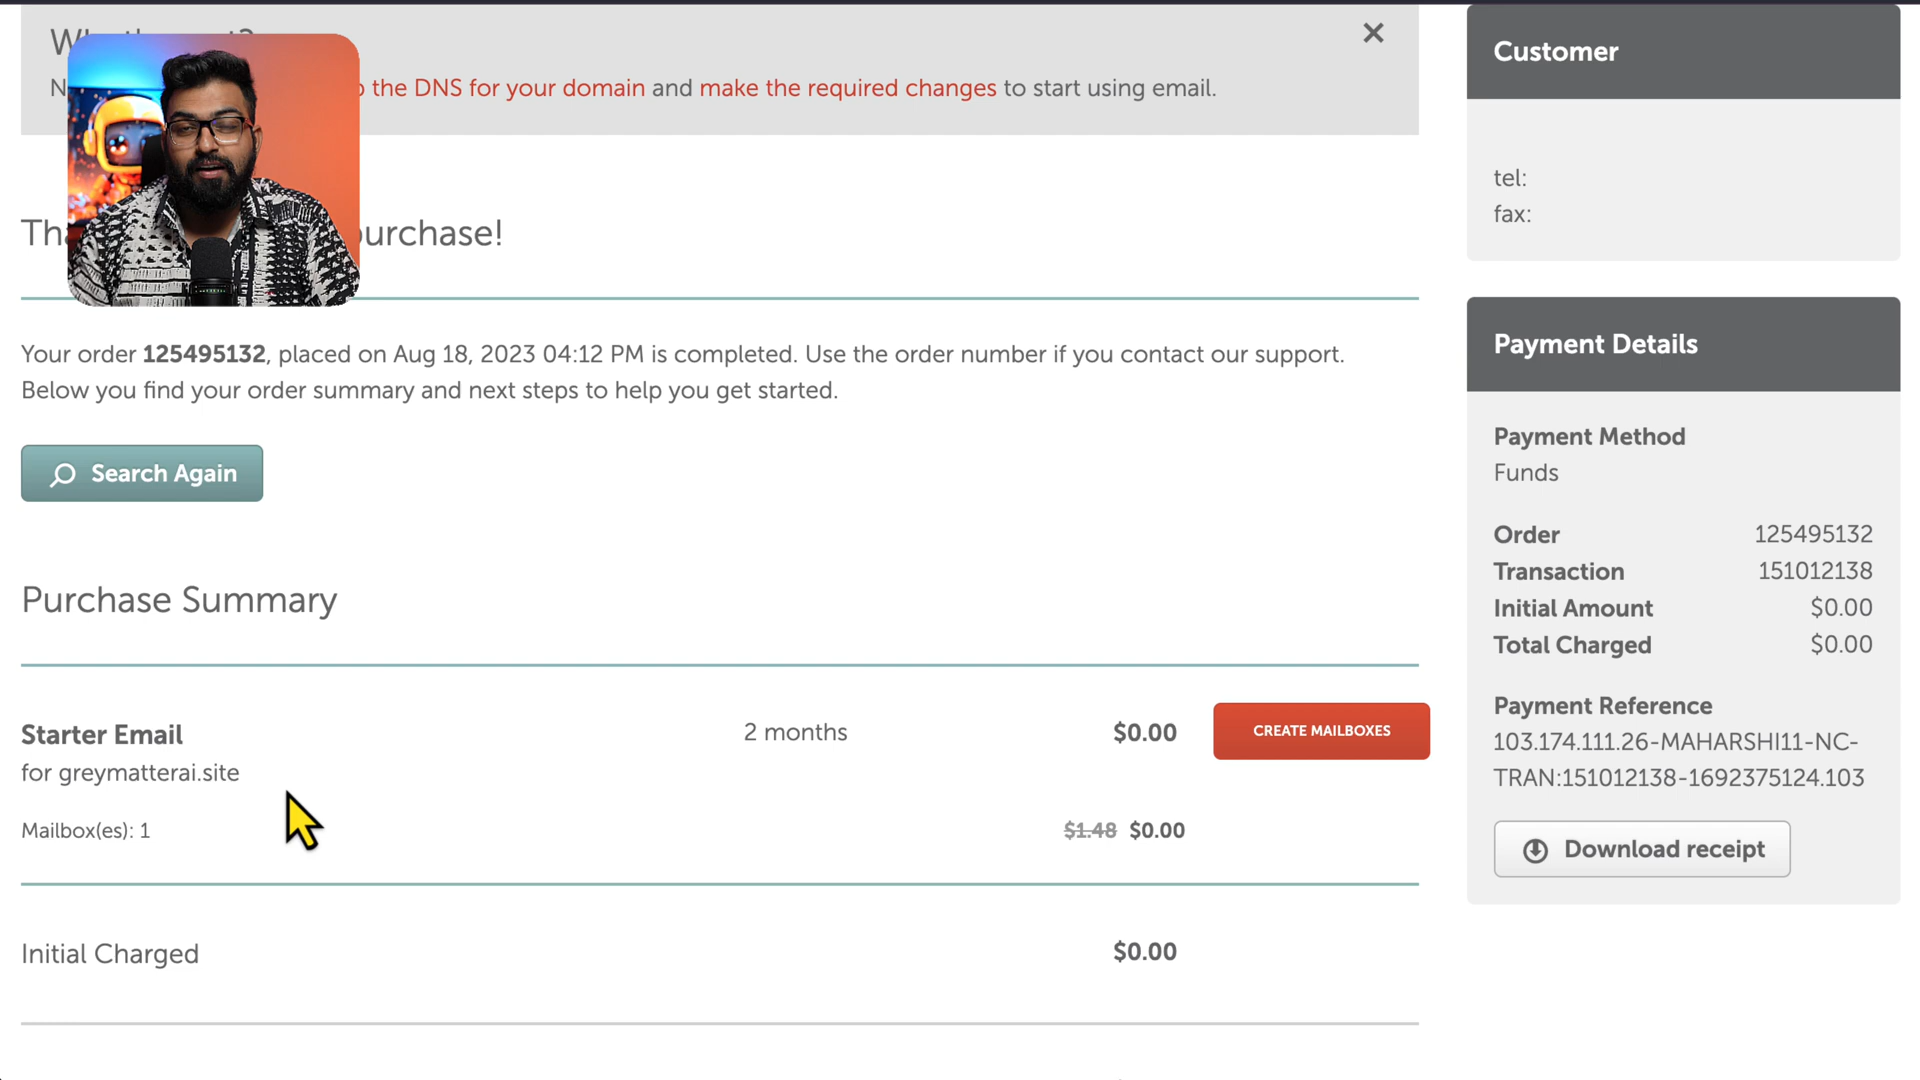 the DNS for your domain and make the required changes to start using email.
purchase!
Your order 125495132, placed on Aug 18, 2023 04:12 PM is completed. Use the order number if you contact our support.
Below you find your order summary and next steps to help you get started.
Search Again
Purchase Summary
Starter Email 2 months $0.00 CREATE MAILBOXES
for greymatterai.site
Mailbox(es): 1 $1.48 $0.00
Initial Charged $0.00
Customer
tel:
fax:
Payment Details
Payment Method
Funds
Order 125495132
Transaction 151012138
Initial Amount $0.00
Total Charged $0.00
Payment Reference
103.174.111.26-MAHARSHI11-NC-
TRAN:151012138-1692375124.103
Download receipt